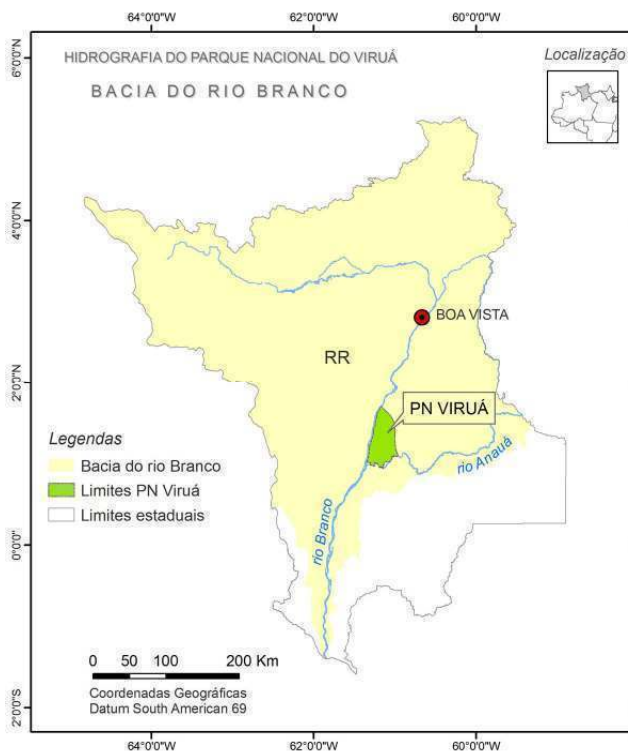 64°0'0"W 62°0'0"W 60°0'0"W
HIDROGRAFIA DO PARQUE NACIONAL DO VIRUÁ
BACIA DO RIO BRANCO
Localização
6°0'0"N
4°0'0"N
BOA VISTA
RR
2°0'0"N
PN VIRUÁ
Legendas
Bacia do rio Branco
Limites PN Viruá
Limites estaduais
rio Anauá
rio Branco
0°0'0"
0 50 100 200 Km
Coordenadas Geográficas
Datum South American 69
2°0'0"S
64°0'0"W 62°0'0"W 60°0'0"W